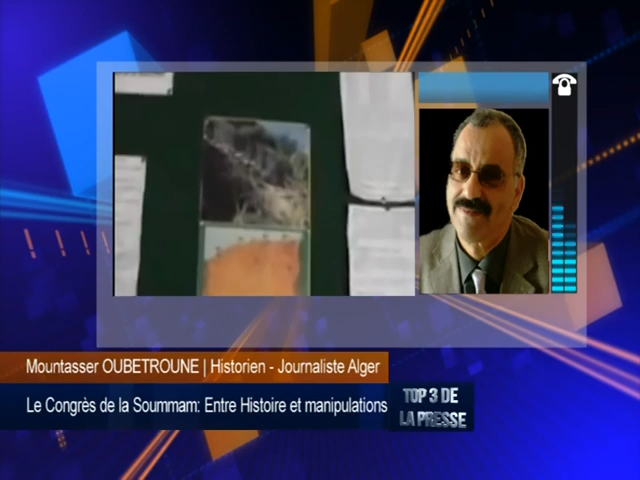 Mountasser OUBETROUNE | Historien - Journaliste Alger
Le Congrès de la Soummam: Entre Histoire et manipulations
TOP 3 DE
LA PRESSE